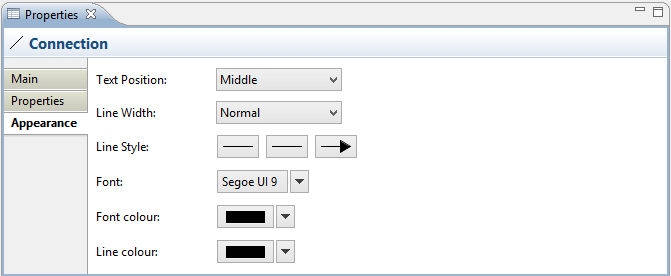 Properties
Connection
Main
Properties
Appearance
Text Position: Middle
Line Width: Normal
Line Style:
Font: Segoe UI 9
Font colour:
Line colour: